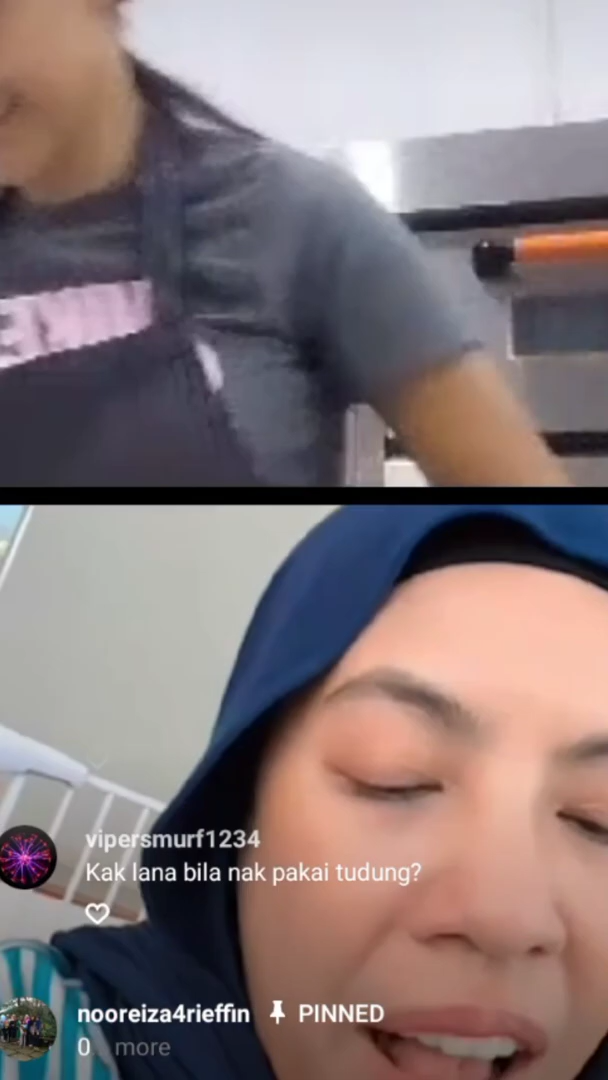 vipersmurf1234
Kak lana bila nak pakai tudung?
nooreiza4rieffin PINNED
0 more